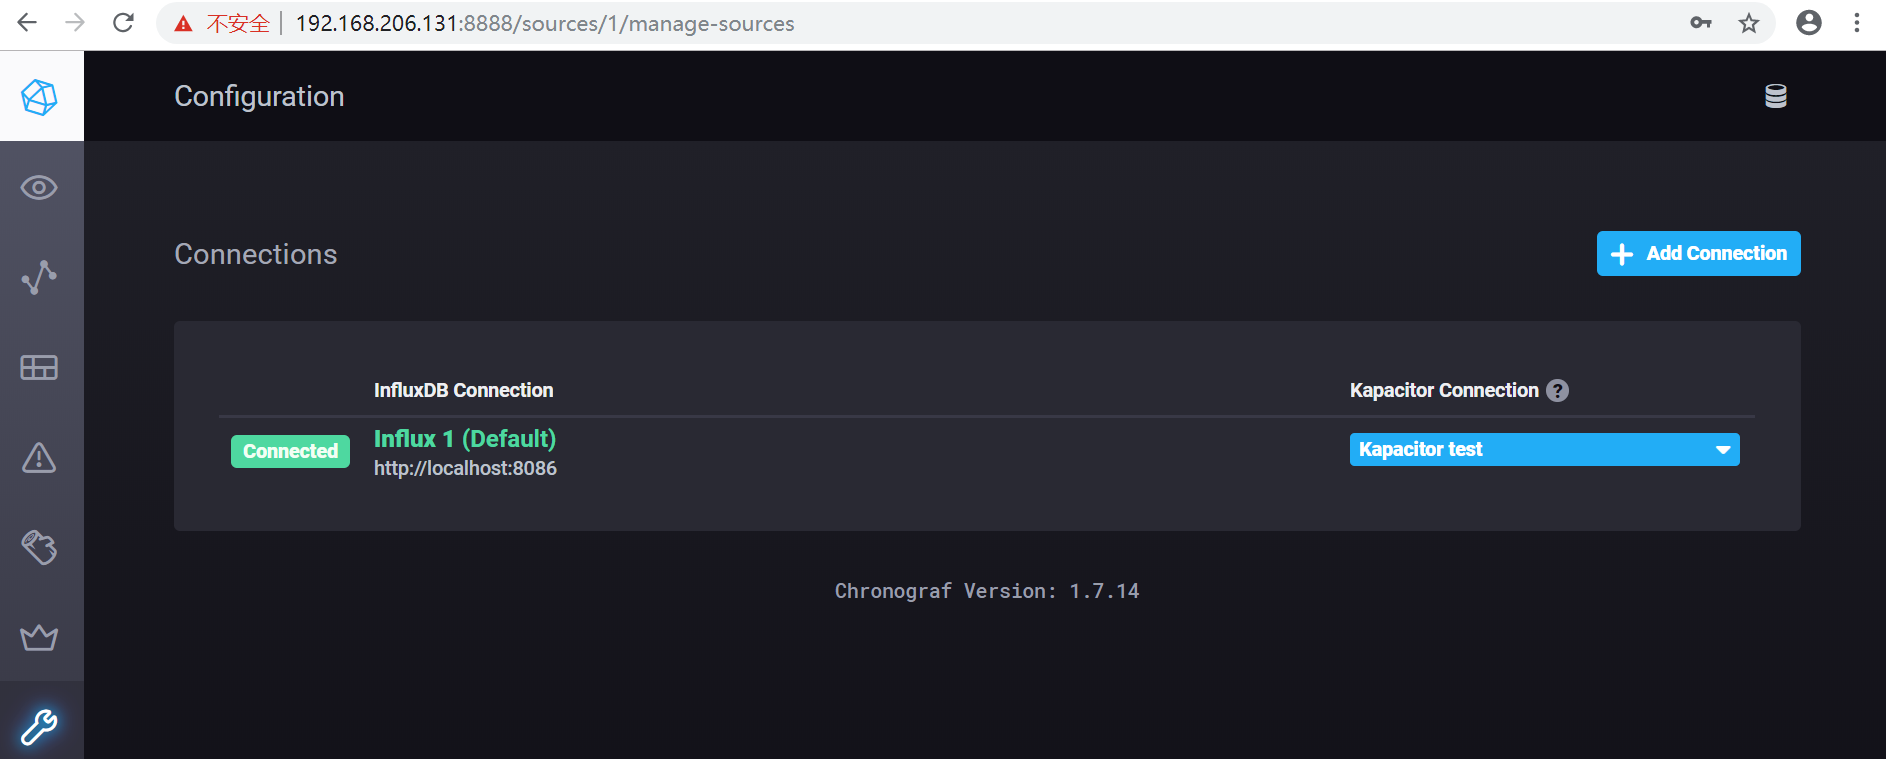 不安全 192.168.206.131:8888/sources/1/manage-sources
Configuration
Connections
Add Connection
InfluxDB Connection Kapacitor Connection ?
Connected Influx 1 (Default) Kapacitor test
http://localhost:8086
Chronograf Version: 1.7.14